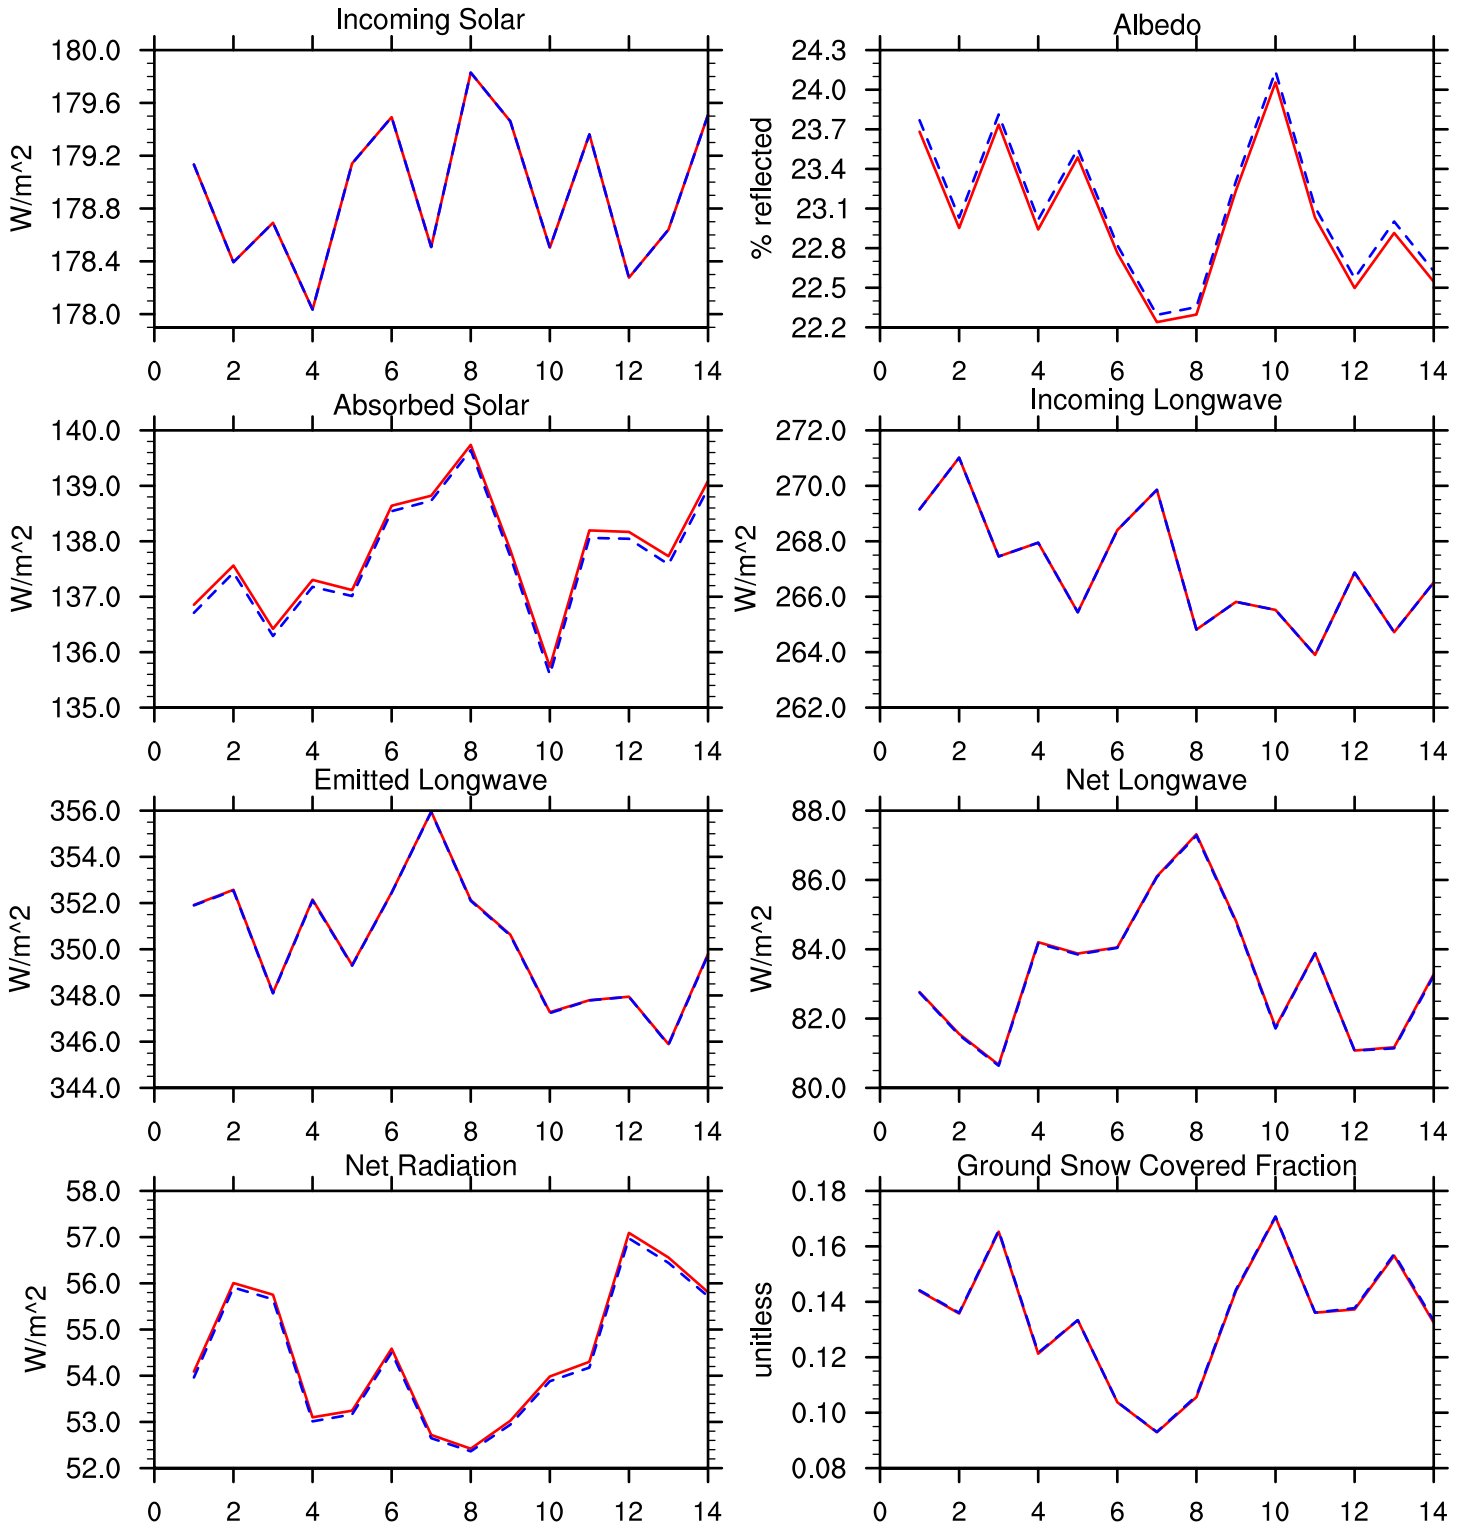 Incoming Solar
W/m^2
180.0
179.6
179.2
178.8
178.4
178.0
0 2 4 6 8 10 12 14
Albedo
% reflected
24.3
24.0
23.7
23.4
23.1
22.8
22.5
22.2
0 2 4 6 8 10 12 14
Absorbed Solar
W/m^2
140.0
139.0
138.0
137.0
136.0
135.0
0 2 4 6 8 10 12 14
Incoming Longwave
W/m^2
272.0
270.0
268.0
266.0
264.0
262.0
0 2 4 6 8 10 12 14
Emitted Longwave
W/m^2
356.0
354.0
352.0
350.0
348.0
346.0
344.0
0 2 4 6 8 10 12 14
Net Longwave
W/m^2
88.0
86.0
84.0
82.0
80.0
0 2 4 6 8 10 12 14
Net Radiation
W/m^2
58.0
57.0
56.0
55.0
54.0
53.0
52.0
0 2 4 6 8 10 12 14
Ground Snow Covered Fraction
unitless
0.18
0.16
0.14
0.12
0.10
0.08
0 2 4 6 8 10 12 14